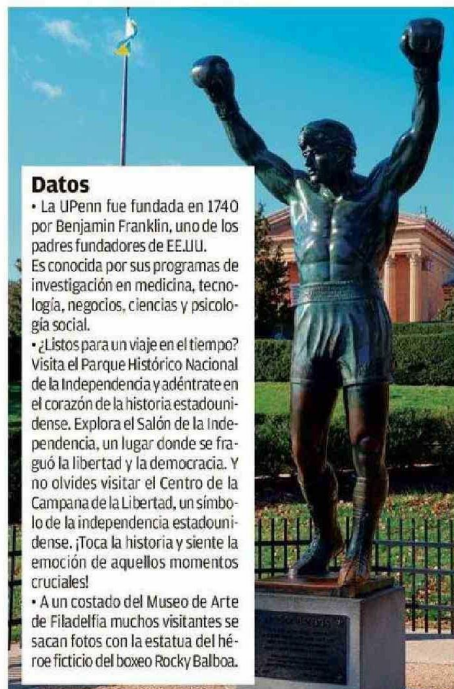 Datos
• La UPenn fue fundada en 1740
por Benjamin Franklin, uno de los
padres fundadores de EE.UU.
Es conocida por sus programas de
investigación en medicina, tecno-
logía, negocios, ciencias y psicolo-
gía social.
• ¿Listos para un viaje en el tiempo?
Visita el Parque Histórico Nacional
de la Independencia y adéntrate en
el corazón de la historia estadouni-
dense. Explora el Salón de la Inde-
pendencia, un lugar donde se fra-
guó la libertad y la democracia. Y
no olvides visitar el Centro de la
Campana de la Libertad, un símbo-
lo de la independencia estadouni-
dense. ¡Toca la historia y siente la
emoción de aquellos momentos
cruciales!
• A un costado del Museo de Arte
de Filadelfia muchos visitantes se
sacan fotos con la estatua del hé-
roe ficticio del boxeo Rocky Balboa.